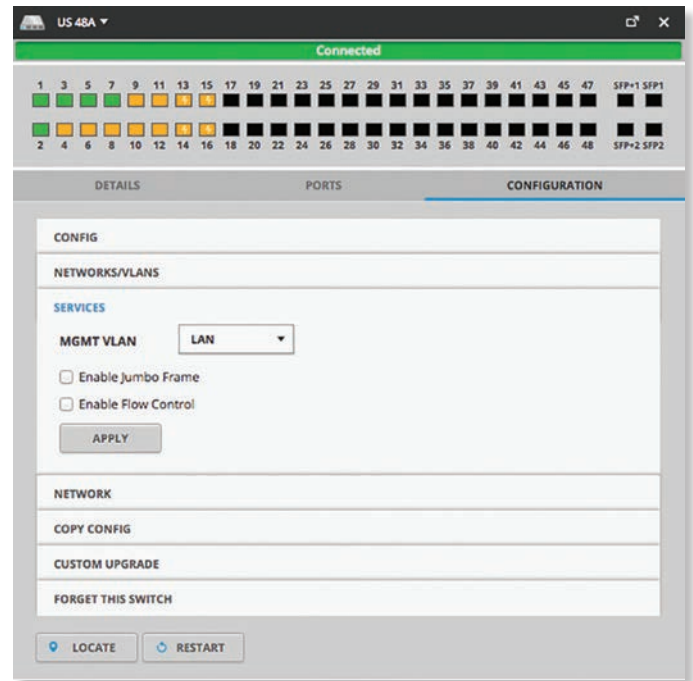 US 48A
Connected
1 3 5 7 9 11 13 15 17 19 21 23 25 27 29 31 33 35 37 39 41 43 45 47 SFP+1 SFP1
2 4 6 8 10 12 14 16 18 20 22 24 26 28 30 32 34 36 38 40 42 44 46 48 SFP+2 SFP2
DETAILS PORTS CONFIGURATION
CONFIG
NETWORKS/VLANS
SERVICES
MGMT VLAN LAN
Enable Jumbo Frame
Enable Flow Control
APPLY
NETWORK
COPY CONFIG
CUSTOM UPGRADE
FORGET THIS SWITCH
LOCATE RESTART